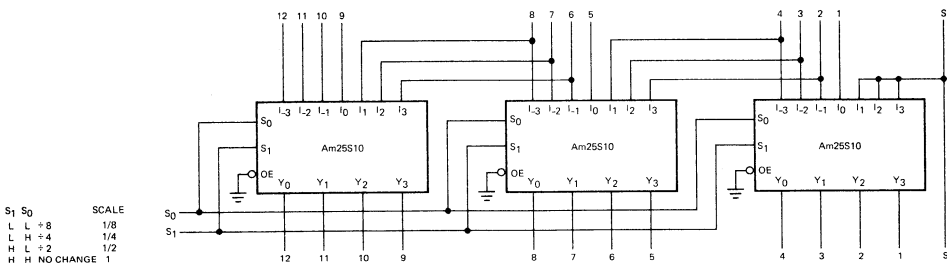 12 11 10 9 8 7 6 5 4 3 2 1 S
I-3 I-2 I-1 I0 I1 I2 I3 I-3 I-2 I-1 I0 I1 I2 I3 I-3 I-2 I-1 I0 I1 I2 I3
S0 S0 S0
S1 Am25S10 S1 Am25S10 S1 Am25S10
OE OE OE
Y0 Y1 Y2 Y3 Y0 Y1 Y2 Y3 Y0 Y1 Y2 Y3
S0
S1
12 11 10 9 8 7 6 5 4 3 2 1 S
S1 S0 SCALE
L L ÷ 8 1/8
L H ÷ 4 1/4
H L ÷ 2 1/2
H H NO CHANGE 1